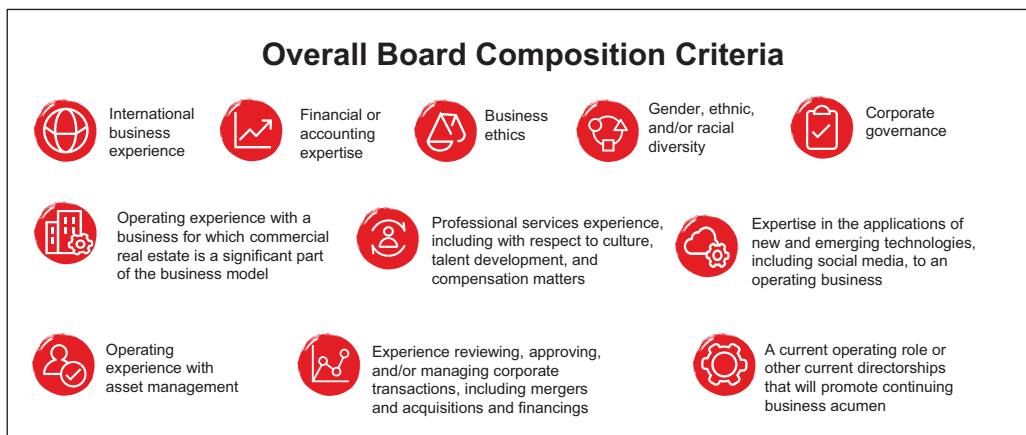 Overall Board Composition Criteria
International
business
experience
Financial or
accounting
expertise
Business
ethics
Gender, ethnic,
and/or racial
diversity
Corporate
governance
Operating experience with a
business for which commercial
real estate is a significant part
of the business model
Professional services experience,
including with respect to culture,
talent development, and
compensation matters
Expertise in the applications of
new and emerging technologies,
including social media, to an
operating business
Operating
experience with
asset management
Experience reviewing, approving,
and/or managing corporate
transactions, including mergers
and acquisitions and financings
A current operating role or
other current directorships
that will promote continuing
business acumen